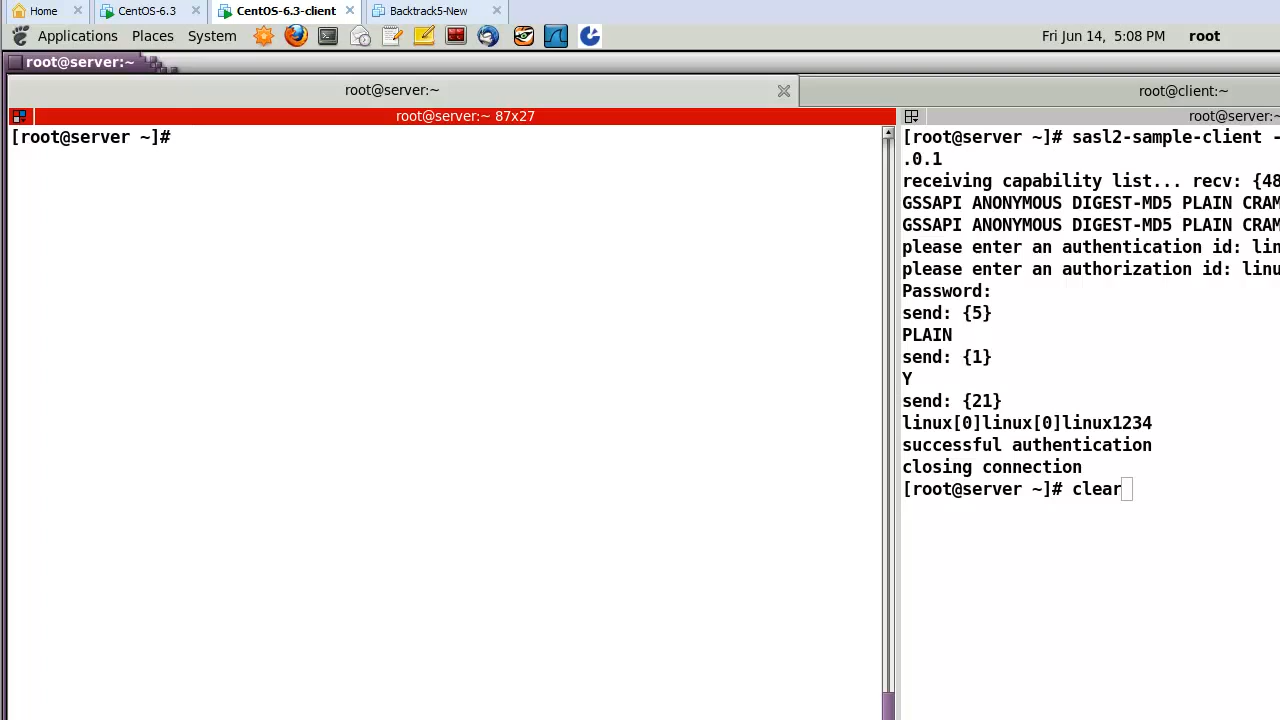 Home CentOS-6.3 CentOS-6.3-client Backtrack5-New
Applications Places System Fri Jun 14, 5:08 PM root
root@server:~
root@server:~ root@client:~
root@server:~ 87x27 root@server:~
[root@server ~]#
[root@server ~]# sasl2-sample-client -
.0.1
receiving capability list... recv: {48
GSSAPI ANONYMOUS DIGEST-MD5 PLAIN CRAM
GSSAPI ANONYMOUS DIGEST-MD5 PLAIN CRAM
please enter an authentication id: lin
please enter an authorization id: linu
Password:
send: {5}
PLAIN
send: {1}
Y
send: {21}
linux[0]linux[0]linux1234
successful authentication
closing connection
[root@server ~]# clear